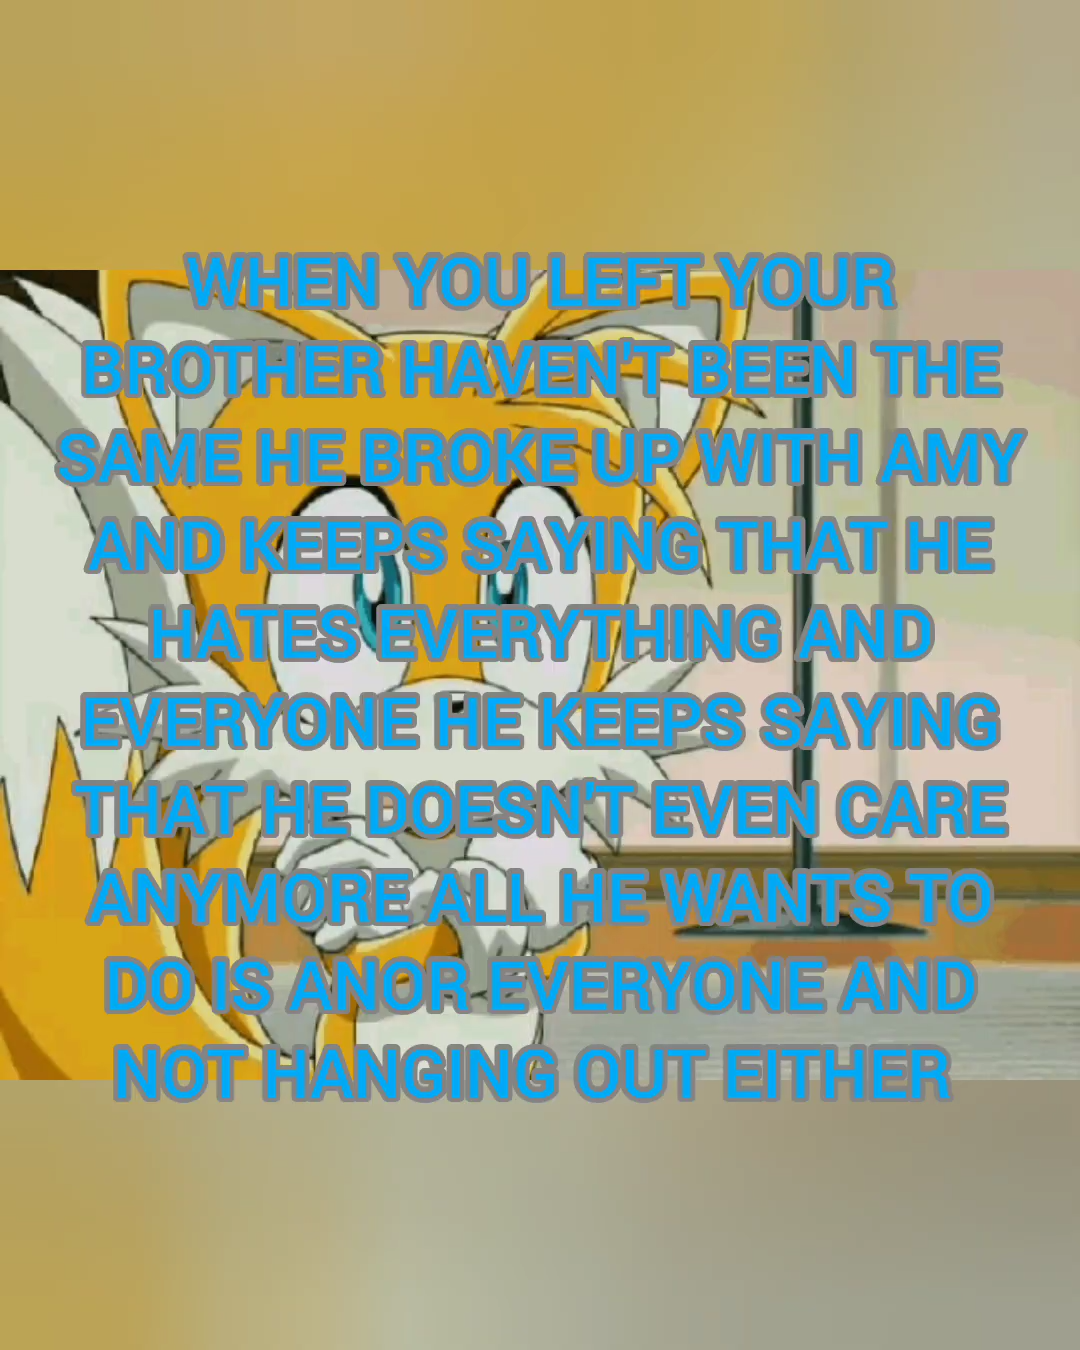 WHEN YOU LEFT YOUR
BROTHER HAVEN'T BEEN THE
SAME HE BROKE UP WITH AMY
AND KEEPS SAYING THAT HE
HATES EVERYTHING AND
EVERYONE HE KEEPS SAYING
THAT HE DOESN'T EVEN CARE
ANYMORE ALL HE WANTS TO
DO IS ANOR EVERYONE AND
NOT HANGING OUT EITHER